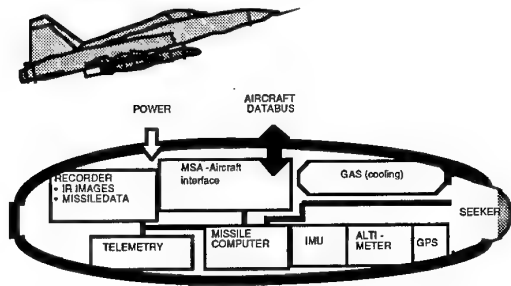 POWER
AIRCRAFT
DATABUS
RECORDER
• IR IMAGES
• MISSILEDATA
MSA -Aircraft
interface
GAS (cooling)
SEEKER
TELEMETRY
MISSILE
COMPUTER
IMU
ALTI -
METER
GPS